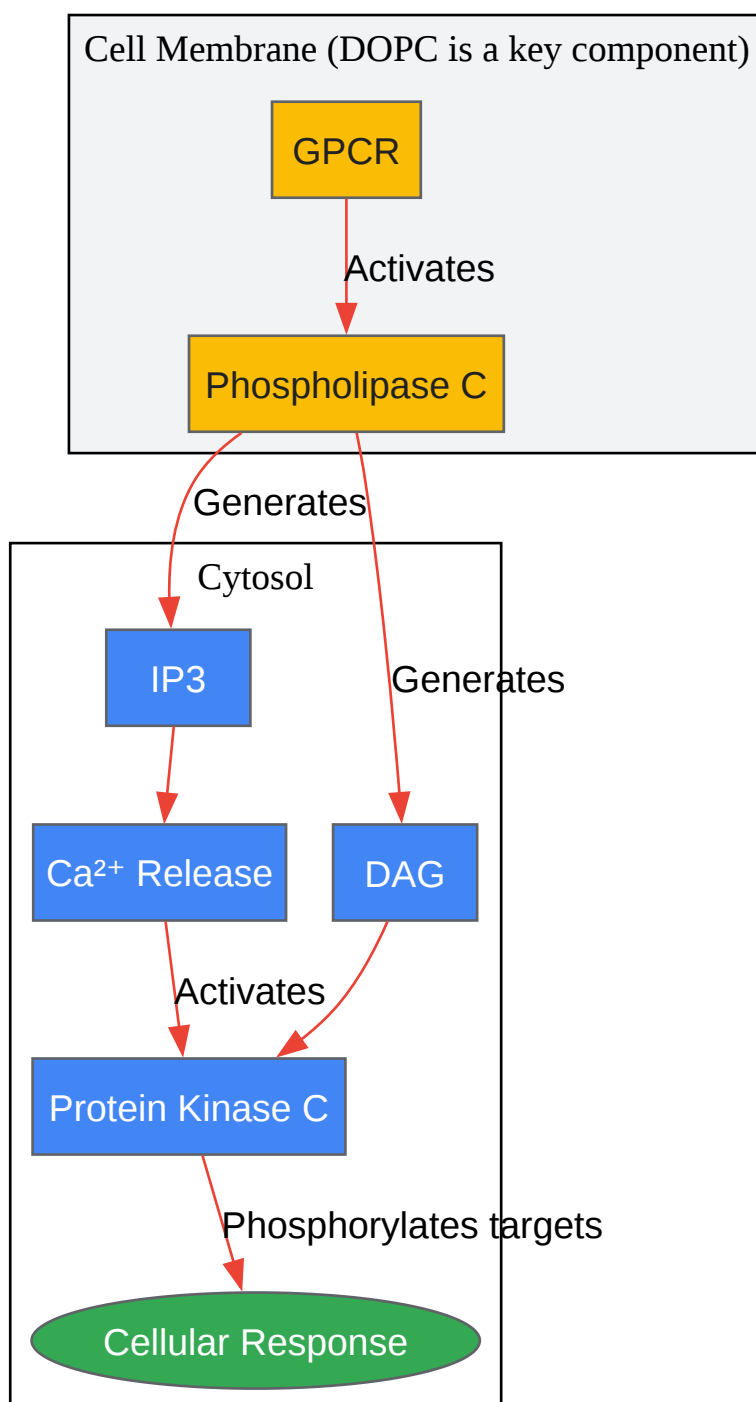 Cell Membrane (DOPC is a key component)
GPCR
Activates
Phospholipase C
Generates
Cytosol
IP3
Generates
Ca²⁺ Release
DAG
Activates
Protein Kinase C
Phosphorylates targets
Cellular Response